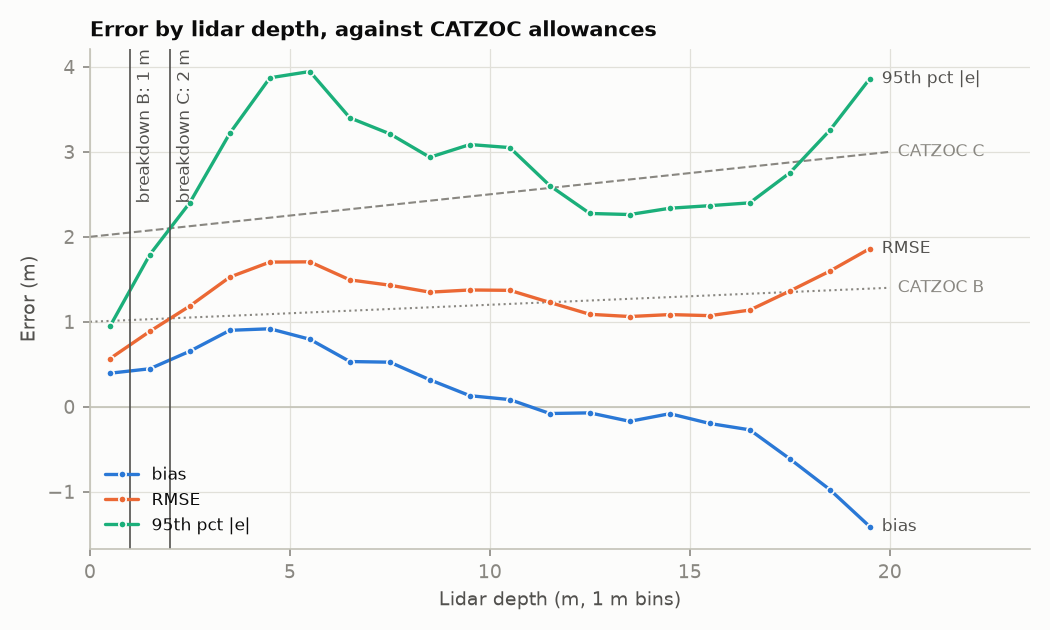 Error by lidar depth, against CATZOC allowances
Error (m)
4
3
2
1
0
−1
breakdown B: 1 m
breakdown C: 2 m
95th pct |e|
CATZOC C
RMSE
CATZOC B
bias
bias
RMSE
95th pct |e|
0
5
10
15
20
Lidar depth (m, 1 m bins)